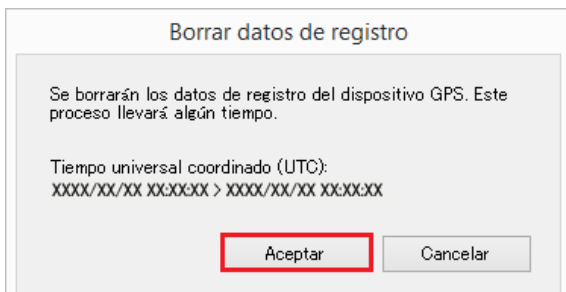 Borrar datos de registro
Se borrarán los datos de registro del dispositivo GPS. Este
proceso llevará algún tiempo.
Tiempo universal coordinado (UTC):
XXXX/XX/XX XX:XX:XX > XXXX/XX/XX XX:XX:XX
Aceptar
Cancelar